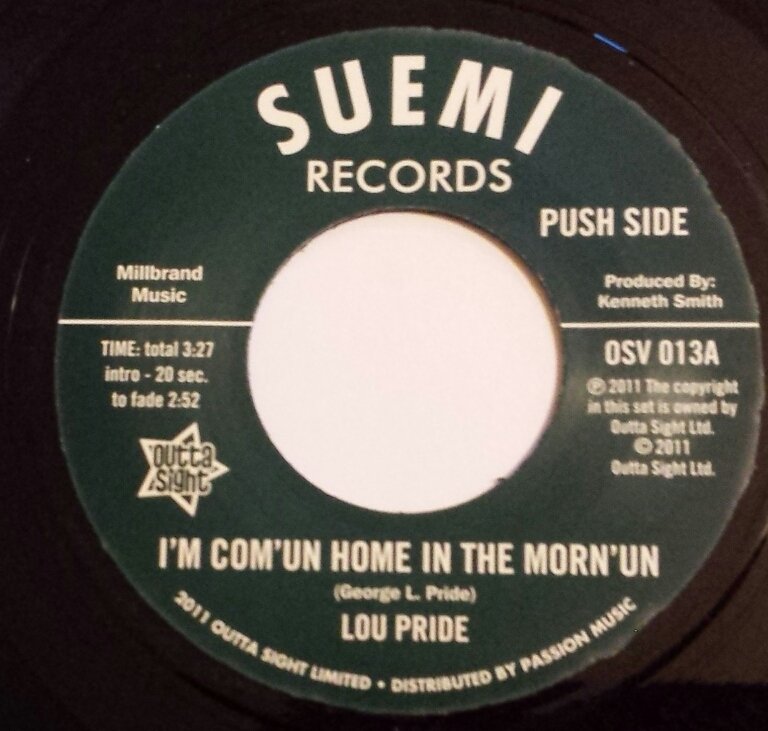 SUEMI
RECORDS
PUSH SIDE
Millbrand
Music
Produced By:
Kenneth Smith
TIME: total 3:27
intro - 20 sec.
to fade 2:52
OSV 013A
℗ 2011 The copyright
in this set is owned by
Outta Sight Ltd.
© 2011
Outta Sight Ltd.
outta
sight
I'M COM'UN HOME IN THE MORN'UN
(George L. Pride)
LOU PRIDE
2011 OUTTA SIGHT LIMITED • DISTRIBUTED BY PASSION MUSIC